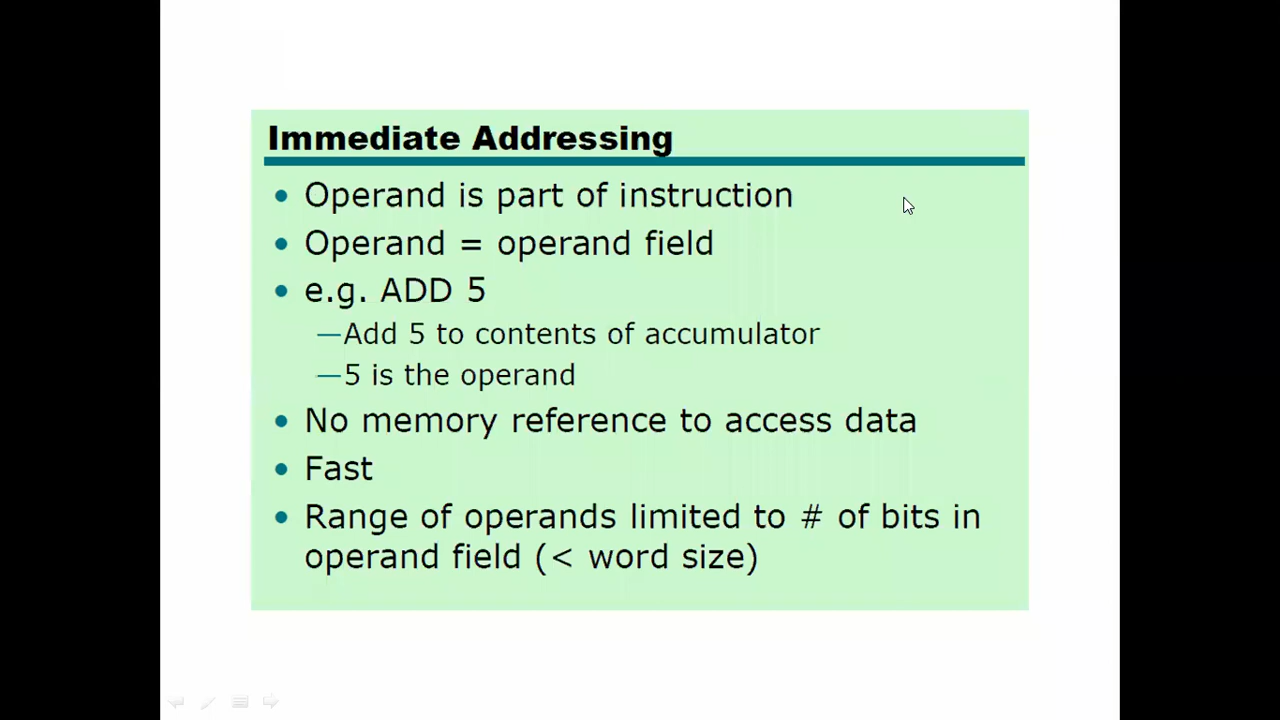 Immediate Addressing
• Operand is part of instruction
• Operand = operand field
• e.g. ADD 5
—Add 5 to contents of accumulator
—5 is the operand
• No memory reference to access data
• Fast
• Range of operands limited to # of bits in
operand field (< word size)